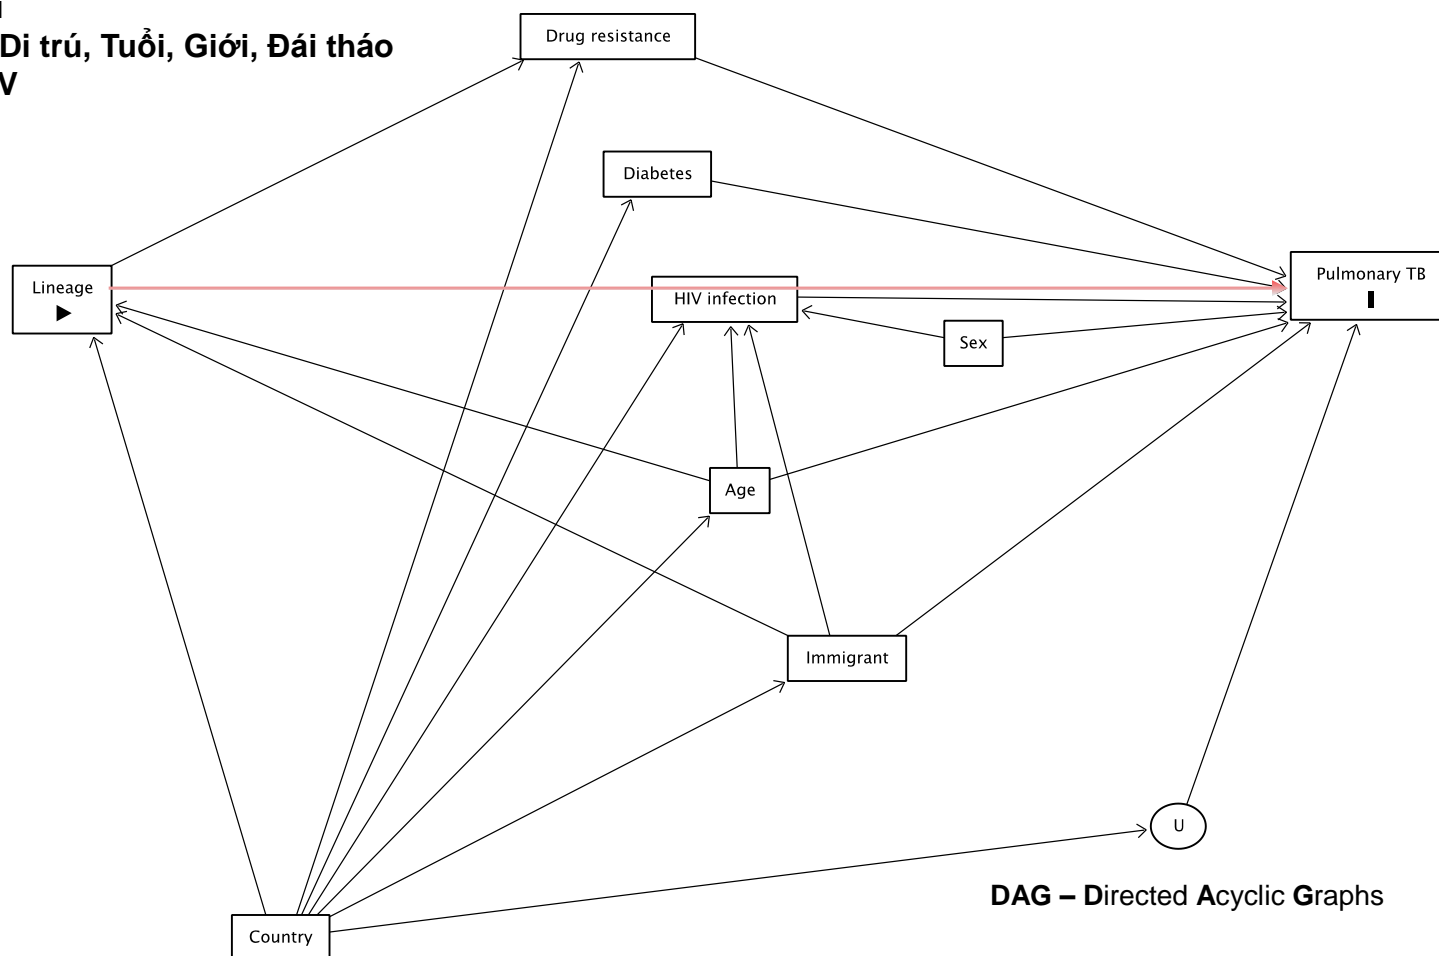 Di trú, Tuổi, Giới, Đái tháo
V
Drug resistance
Diabetes
Lineage
HIV infection
Pulmonary TB
Sex
Age
Immigrant
U
DAG – Directed Acyclic Graphs
Country